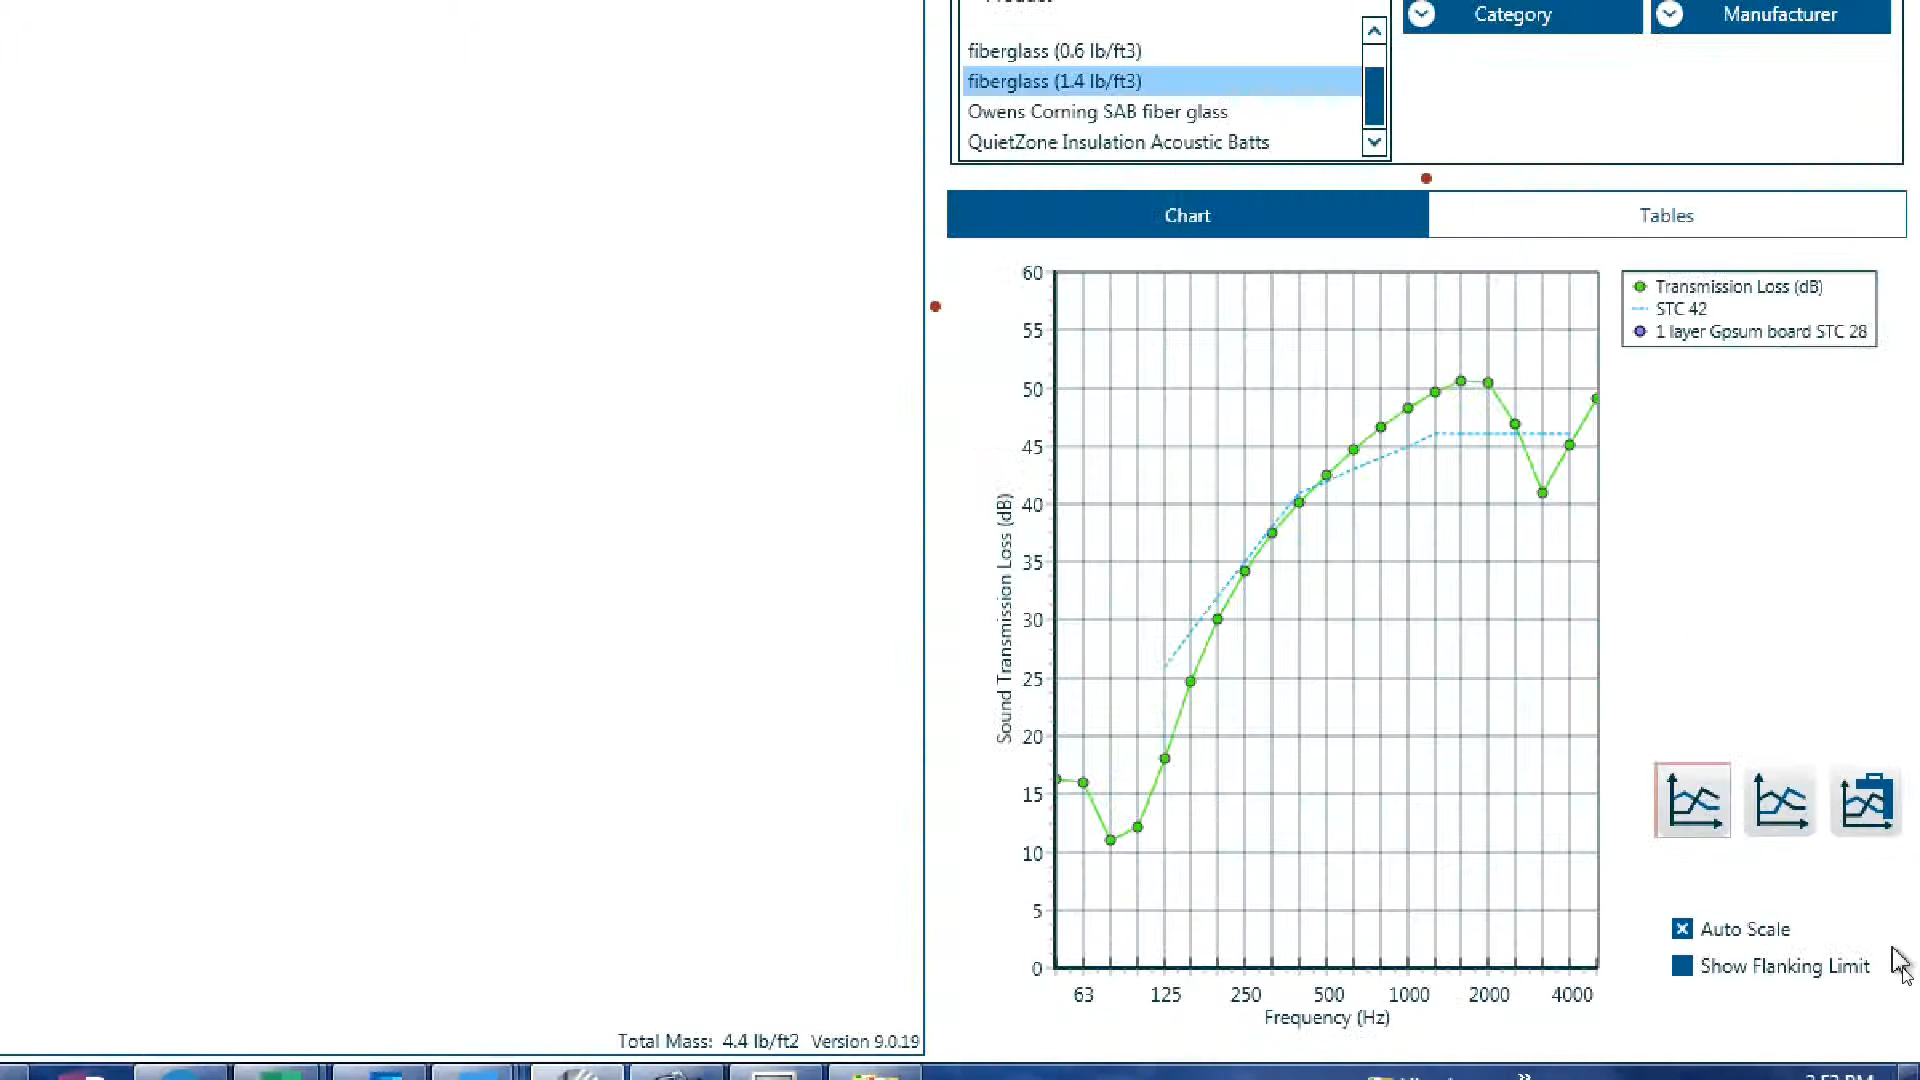 Product
Category
Manufacturer
fiberglass (0.6 lb/ft3)
fiberglass (1.4 lb/ft3)
Owens Corning SAB fiber glass
QuietZone Insulation Acoustic Batts
Chart
Tables
60
55
50
45
40
35
30
25
20
15
10
5
0
Sound Transmission Loss (dB)
63 125 250 500 1000 2000 4000
Frequency (Hz)
Transmission Loss (dB)
STC 42
1 layer Gpsum board STC 28
Auto Scale
Show Flanking Limit
Total Mass: 4.4 lb/ft2 Version 9.0.19